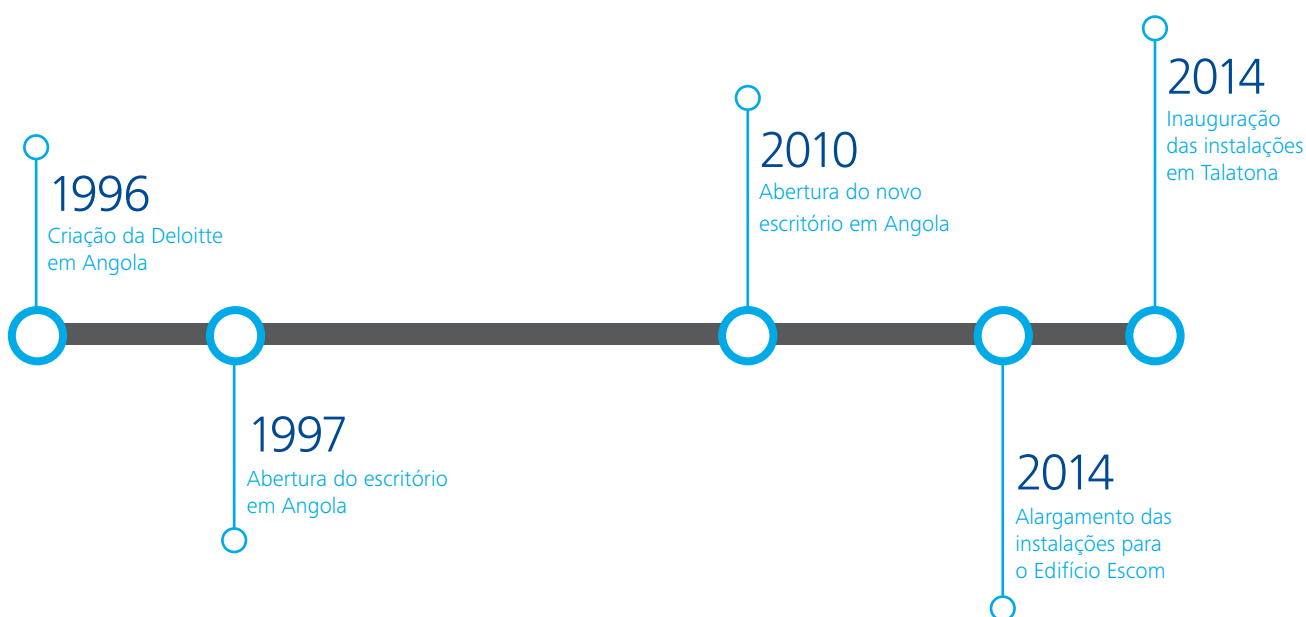 1996
Criação da Deloitte
em Angola
1997
Abertura do escritório
em Angola
2010
Abertura do novo
escritório em Angola
2014
Alargamento das
instalações para
o Edifício Escom
2014
Inauguração
das instalações
em Talatona